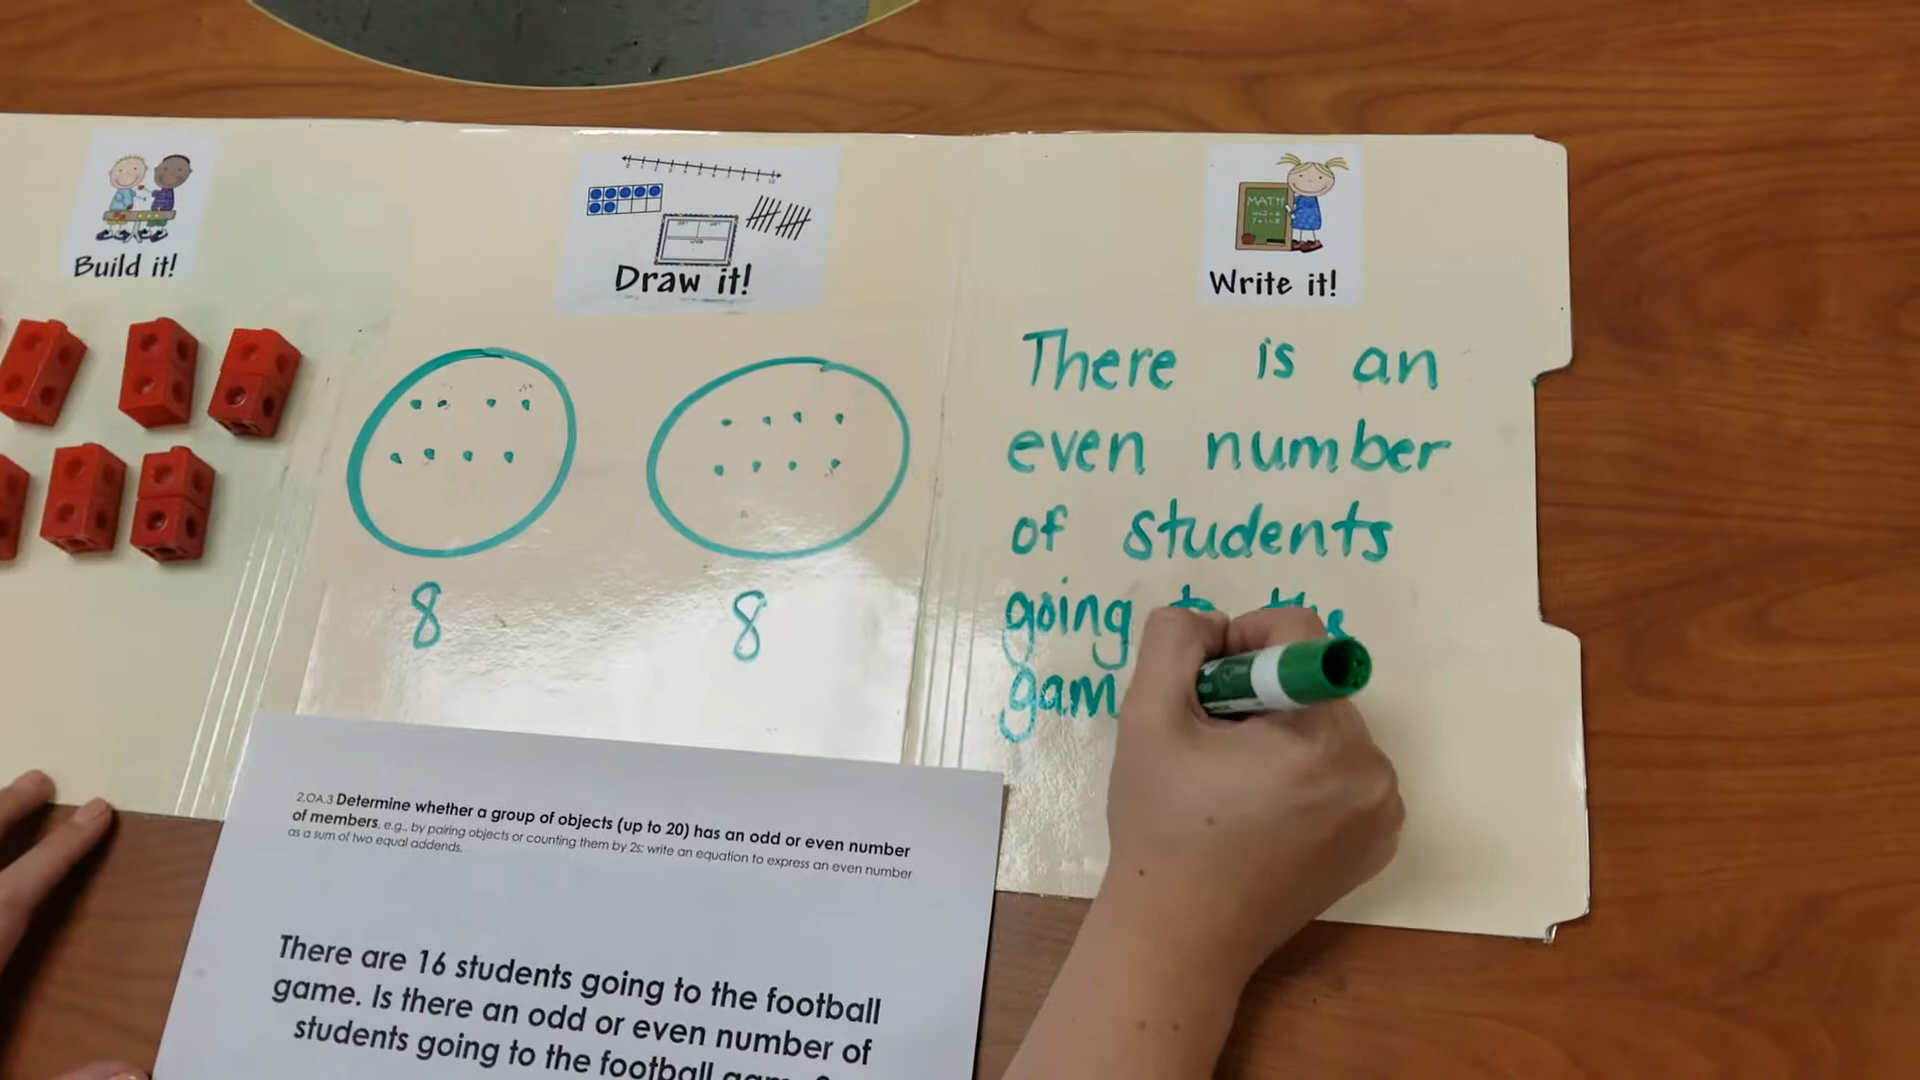 Build it!
Draw it!
MATH
Write it!
There is an
even number
of students
going to the
gam
8 8
2.OA.3 Determine whether a group of objects (up to 20) has an odd or even number
of members, e.g., by pairing objects or counting them by 2s; write an equation to express an even number
as a sum of two equal addends.
There are 16 students going to the football
game. Is there an odd or even number of
students going to the football